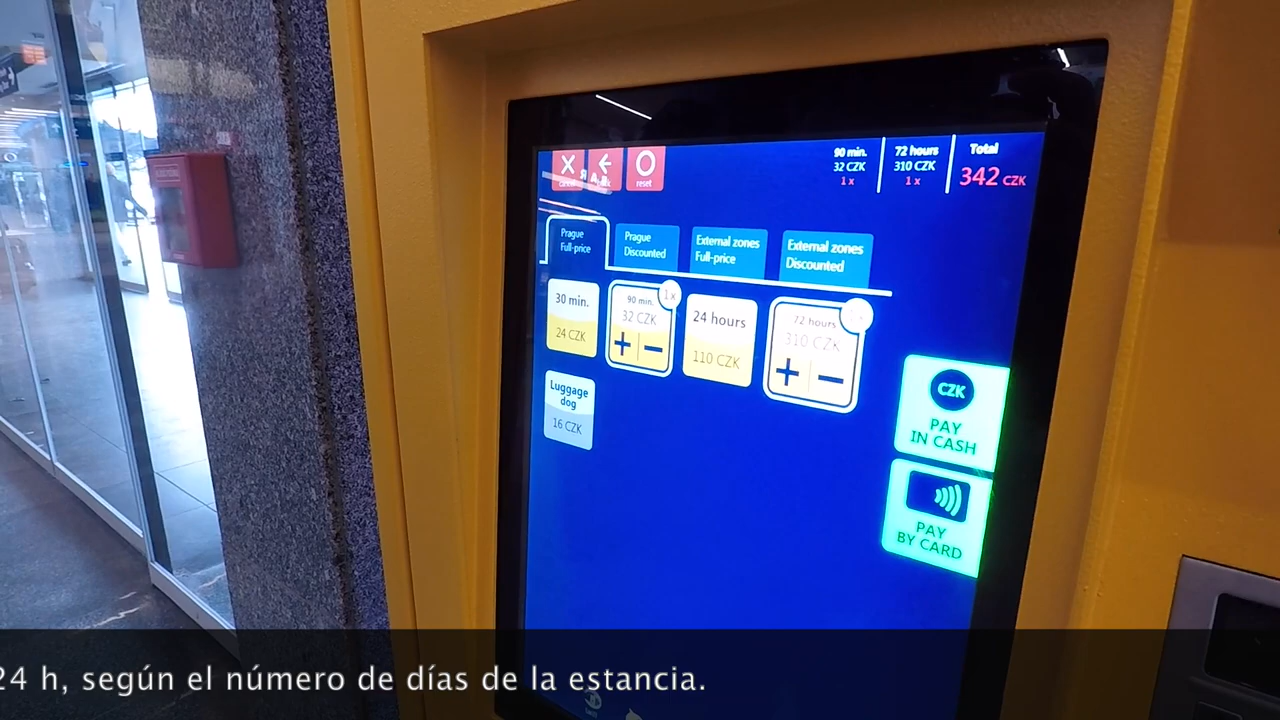 cancel
back
reset
90 min.
32 CZK
1 x
72 hours
310 CZK
1 x
Total
342 CZK
Prague
Full-price
Prague
Discounted
External zones
Full-price
External zones
Discounted
30 min.
24 CZK
90 min.
32 CZK
1x
+ −
24 hours
110 CZK
72 hours
310 CZK
+ −
Luggage
dog
16 CZK
CZK
PAY
IN CASH
PAY
BY CARD
24 h, según el número de días de la estancia.